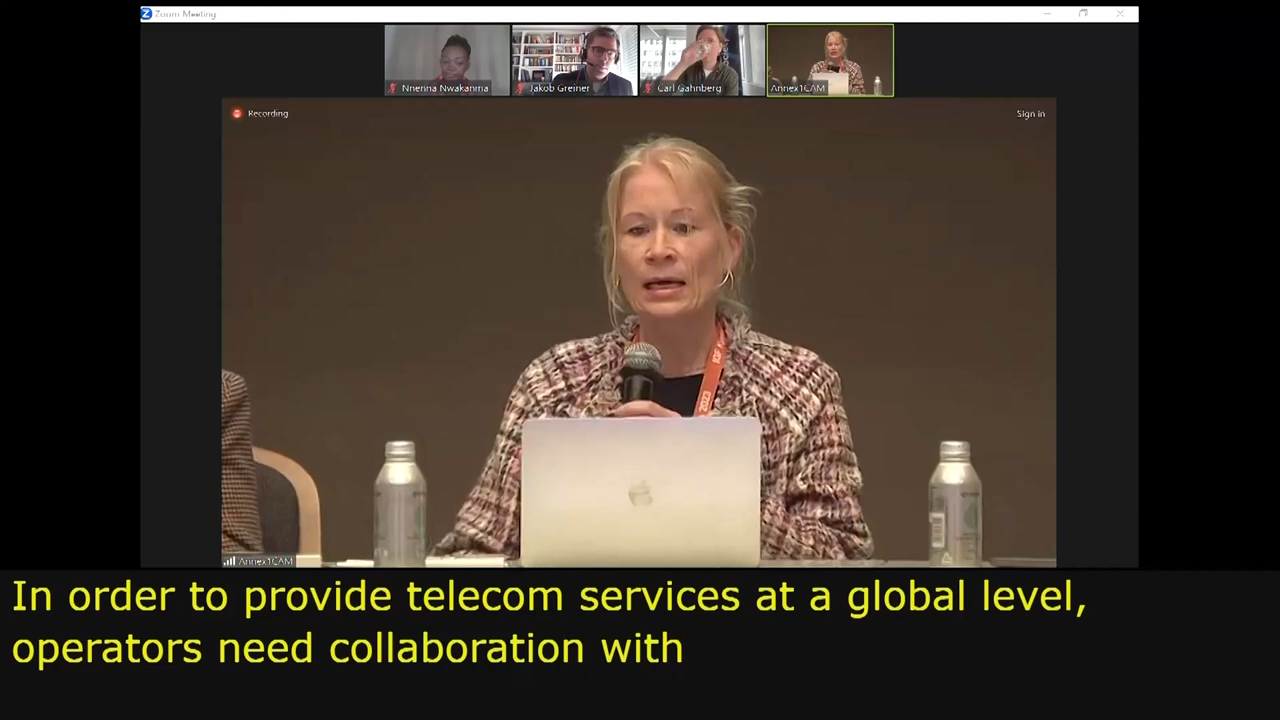 Zoom Meeting
Nnenna Nwakanma
Jakob Greiner
Carl Gahnberg
Annex1CAM
Recording
Sign in
2023
Annex1CAM
In order to provide telecom services at a global level,
operators need collaboration with